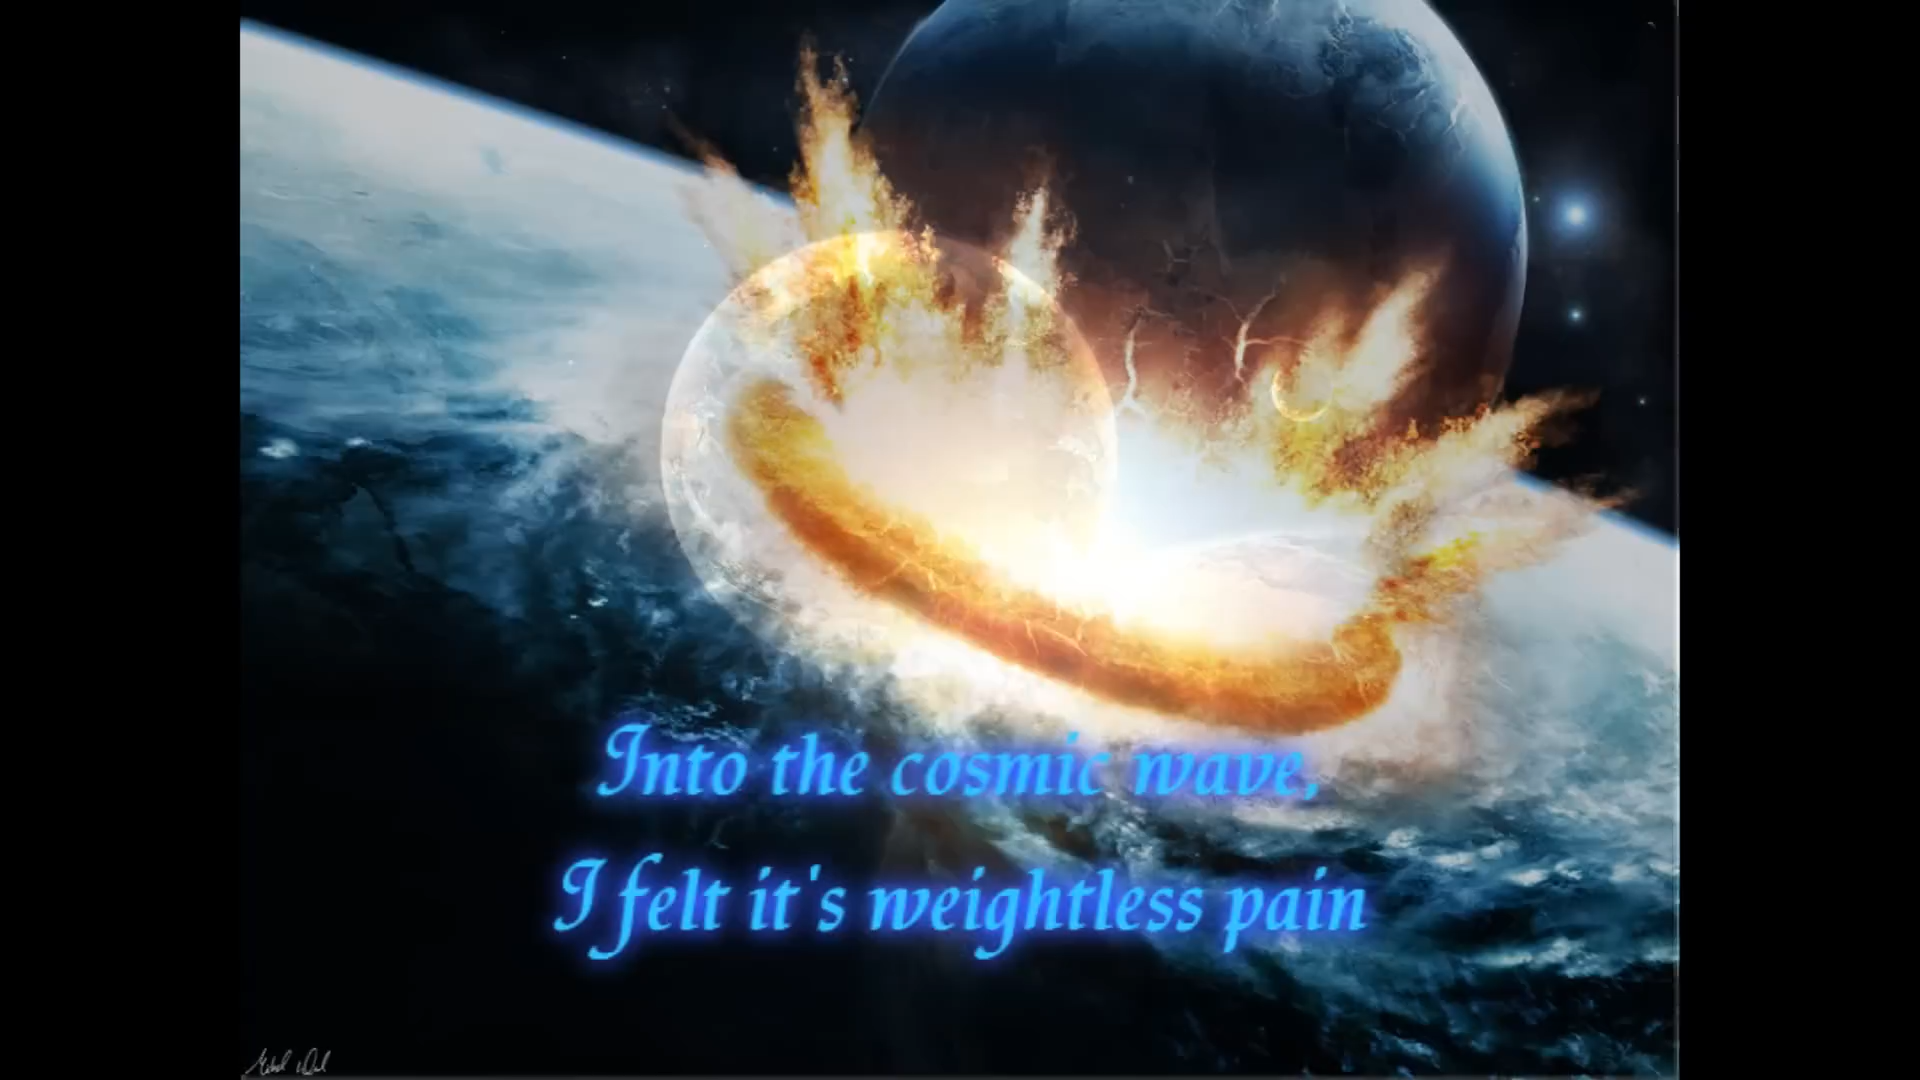 Into the cosmic wave,
I felt it's weightless pain